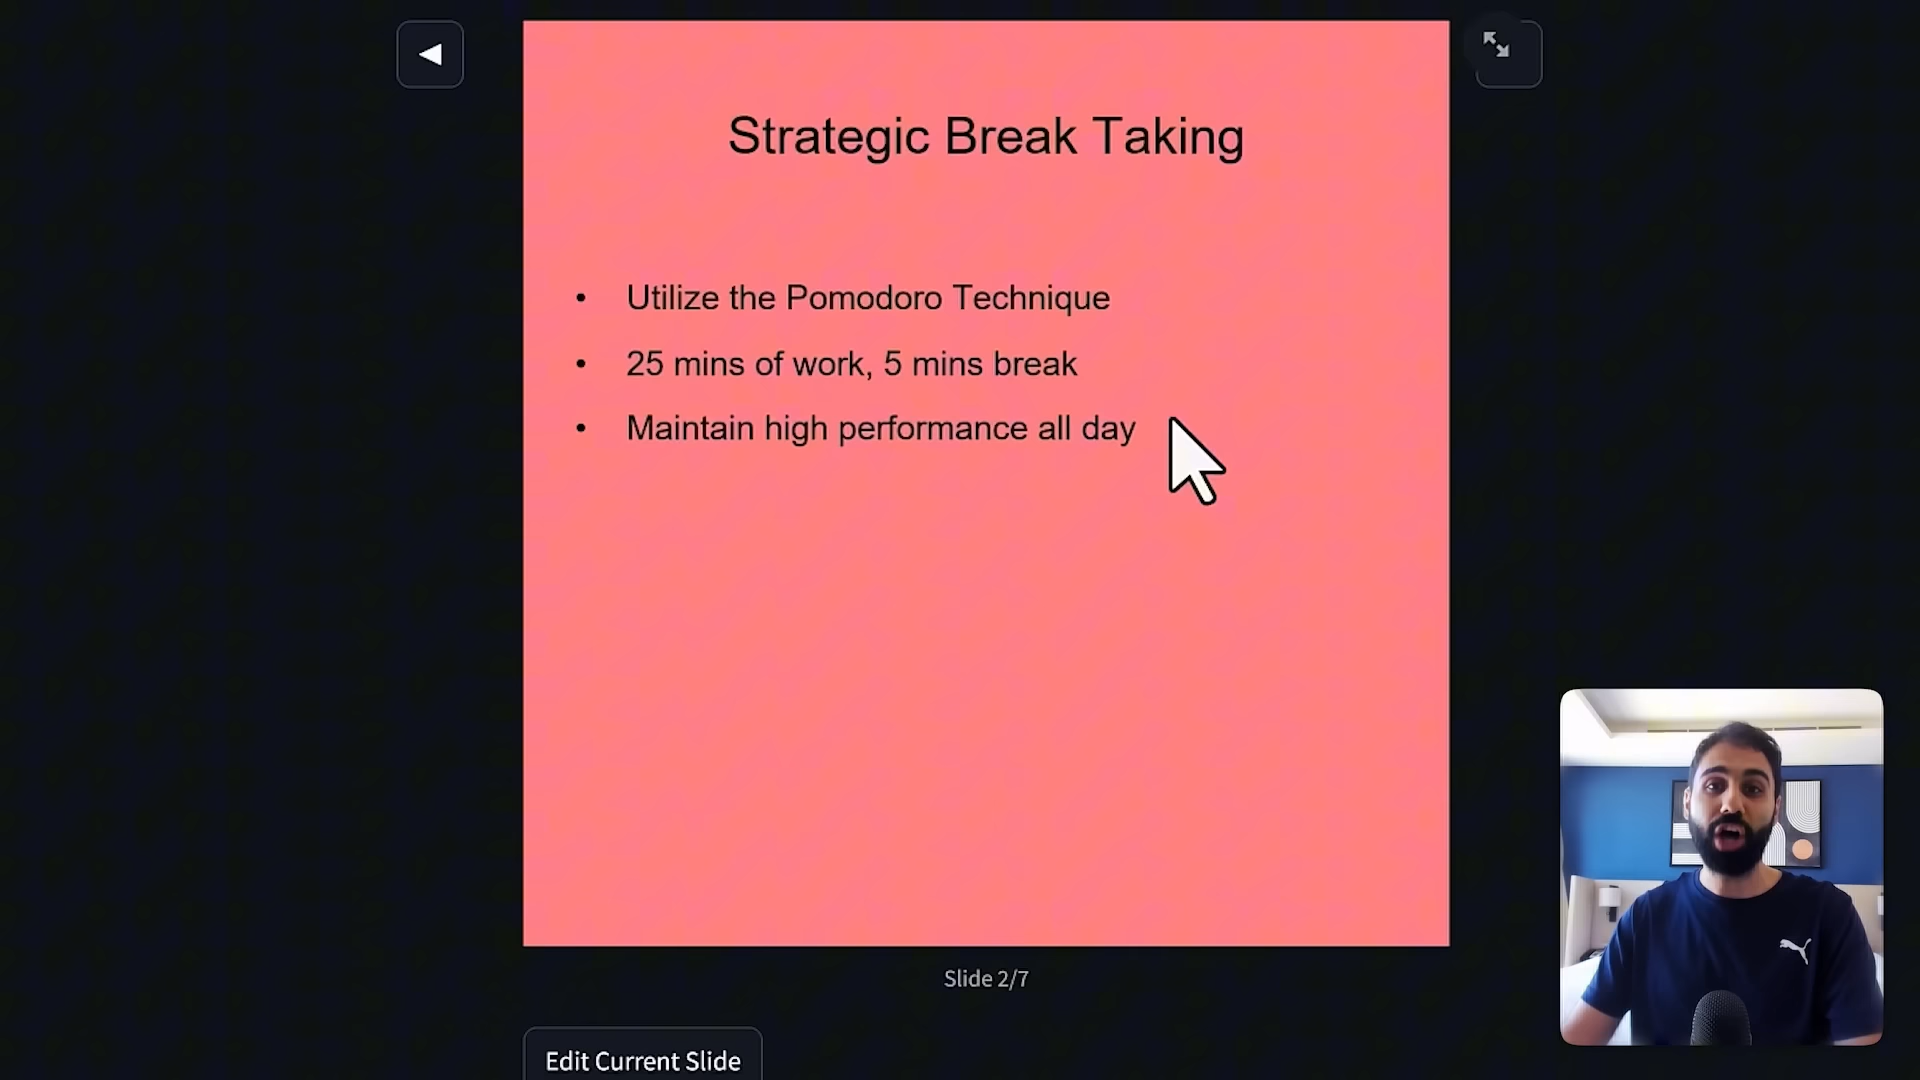 Strategic Break Taking
• Utilize the Pomodoro Technique
• 25 mins of work, 5 mins break
• Maintain high performance all day
Slide 2/7
Edit Current Slide